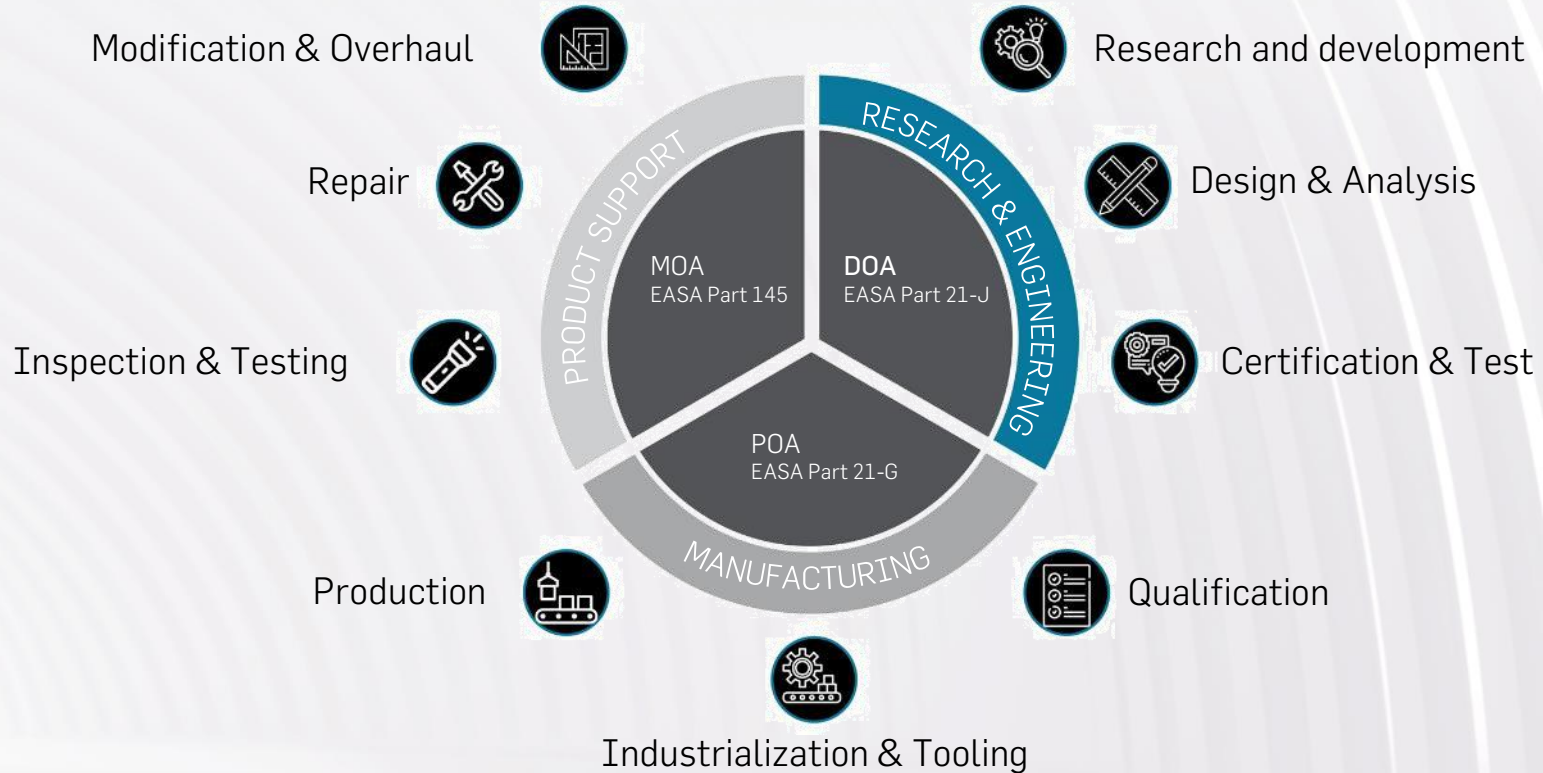 Modification & Overhaul
Research and development
Repair
Design & Analysis
Inspection & Testing
Certification & Test
Production
Qualification
Industrialization & Tooling
PRODUCT SUPPORT
RESEARCH & ENGINEERING
MANUFACTURING
MOA
EASA Part 145
DOA
EASA Part 21-J
POA
EASA Part 21-G